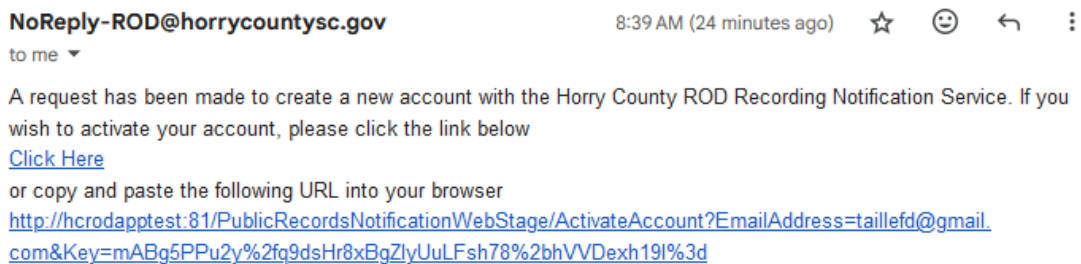 NoReply-ROD@horrycountysc.gov 8:39 AM (24 minutes ago)
to me
A request has been made to create a new account with the Horry County ROD Recording Notification Service. If you
wish to activate your account, please click the link below
Click Here
or copy and paste the following URL into your browser
http://hcrodapptest:81/PublicRecordsNotificationWebStage/ActivateAccount?EmailAddress=taillefd@gmail.
com&Key=mABg5PPu2y%2fq9dsHr8xBgZlyUuLFsh78%2bhVVDexh19I%3d